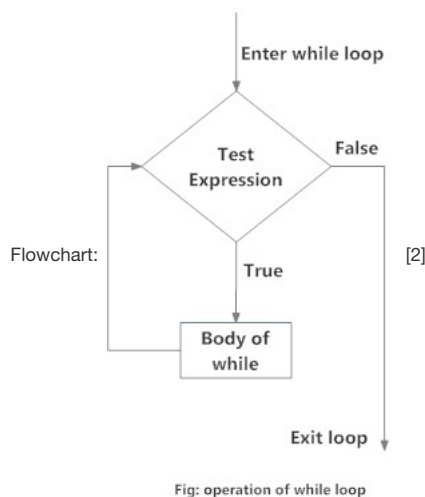 Enter while loop
Test
Expression
False
Flowchart:
[2]
True
Body of
while
Exit loop
Fig: operation of while loop